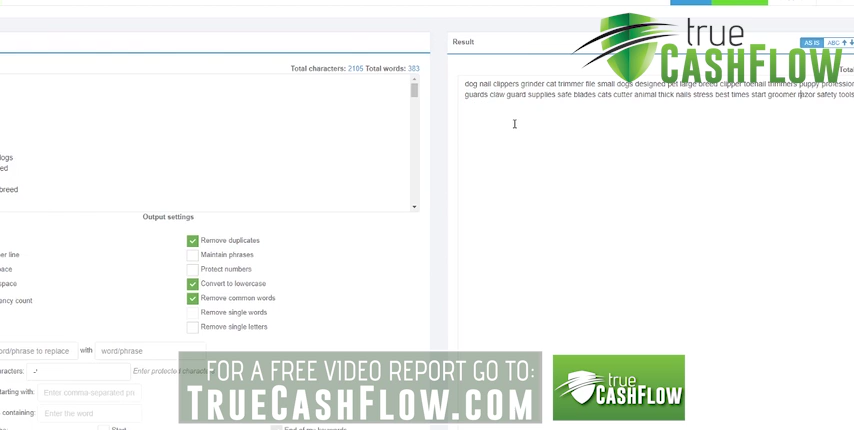 Result
AS IS
ABC
true
CASHFLOW
Total characters: 2105 Total words: 383
dog nail clippers grinder cat trimmer file small dogs designed pet large breed clipper toenail trimmers puppy profession
guards claw guard supplies safe blades cats cutter animal thick nails stress best times start groomer razor safety tools
dogs
breed
Output settings
Remove duplicates
Maintain phrases
Protect numbers
Convert to lowercase
Remove common words
Remove single words
Remove single letters
per line
space
space
ency count
ord/phrase to replace
with
word/phrase
aracters:
-'
Enter protected characters
tarting with:
Enter comma separated pr
containing:
Enter the word
Start
End of my keywords
FOR A FREE VIDEO REPORT GO TO:
TRUECASHFLOW.COM
true
CASHFLOW